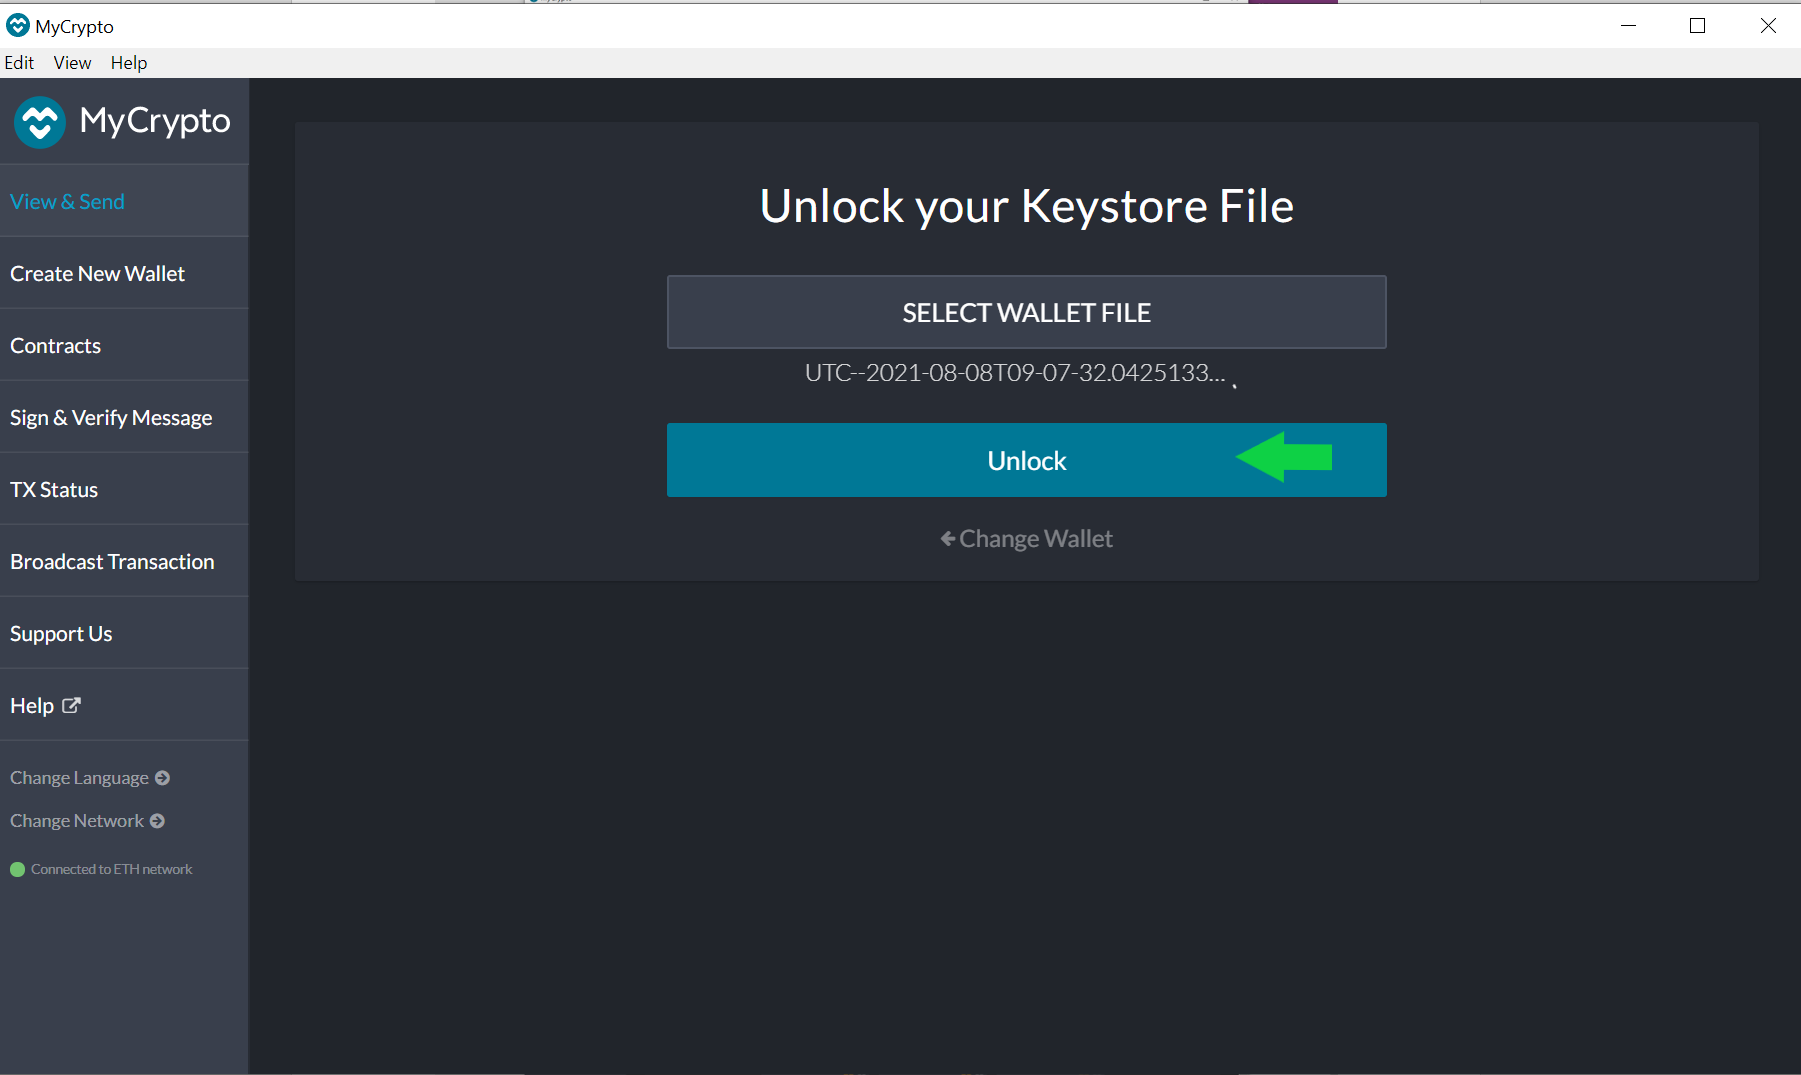 MyCrypto
Edit View Help
MyCrypto
View & Send
Create New Wallet
Contracts
Sign & Verify Message
TX Status
Broadcast Transaction
Support Us
Help
Change Language
Change Network
Connected to ETH network
Unlock your Keystore File
SELECT WALLET FILE
UTC--2021-08-08T09-07-32.0425133...
Unlock
Change Wallet